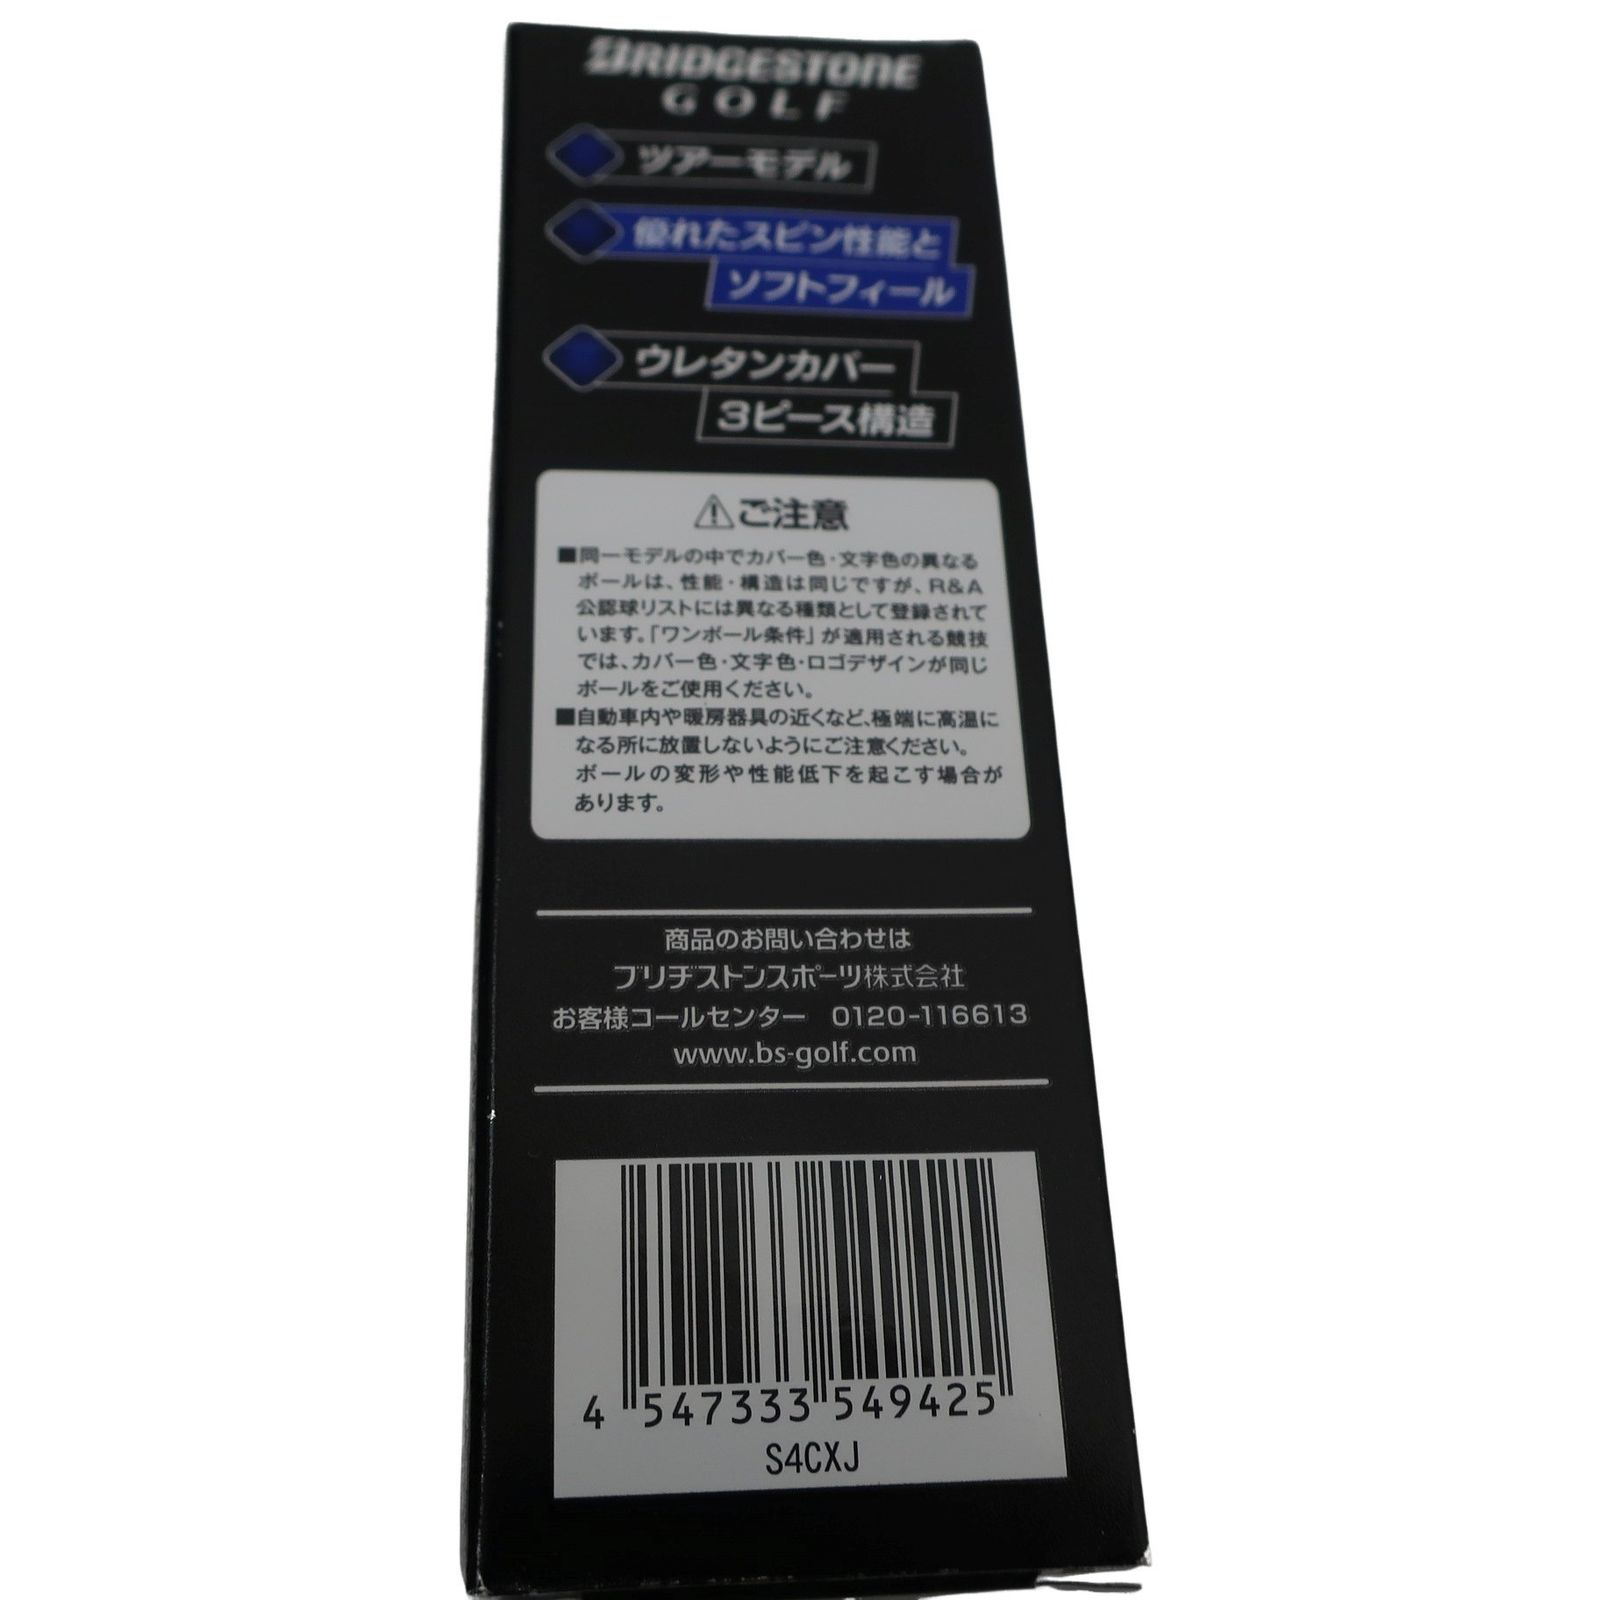 BRIDGESTONE
GOLF
ツアーモデル
優れたスピン性能と
ソフトフィール
ウレタンカバー
3ピース構造
⚠ご注意
■同一モデルの中でカバー色・文字色の異なる
ボールは、性能・構造は同じですが、R&A
公認球リストには異なる種類として登録されて
います。「ワンボール条件」が適用される競技
では、カバー色・文字色・ロゴデザインが同じ
ボールをご使用ください。
■自動車内や暖房器具の近くなど、極端に高温に
なる所に放置しないようにご注意ください。
ボールの変形や性能低下を起こす場合が
あります。
商品のお問い合わせは
ブリヂストンスポーツ株式会社
お客様コールセンター 0120-116613
www.bs-golf.com
4 547333 549425
S4CXJ